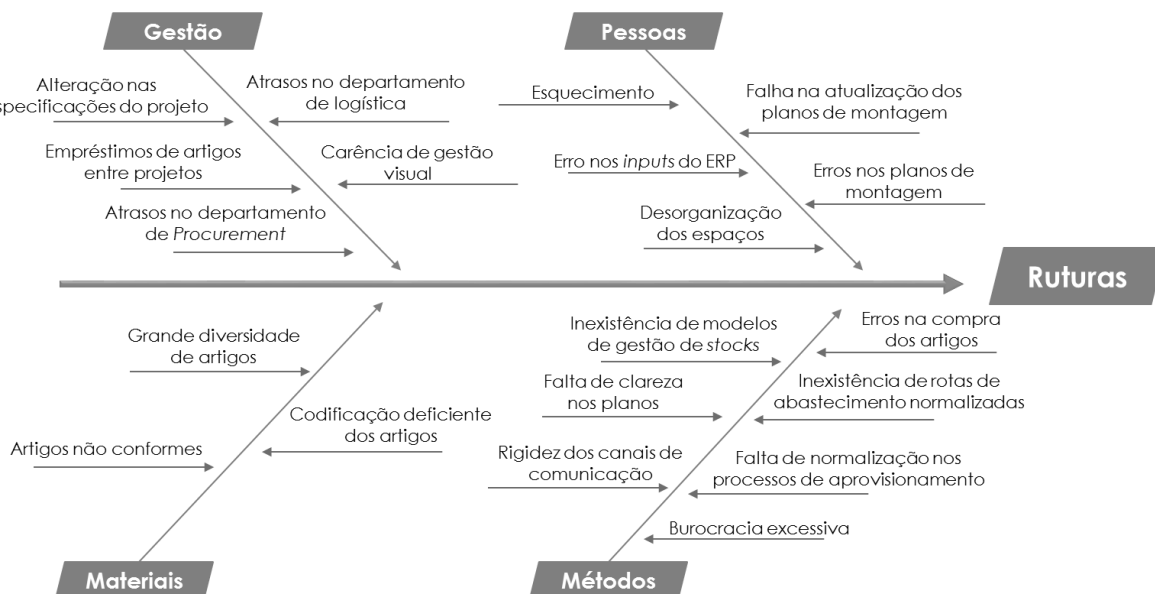 Gestão
Pessoas
Alteração nas
specificações do projeto
Atrasos no departamento
de logística
Empréstimos de artigos
entre projetos
Carência de gestão
visual
Atrasos no departamento
de Procurement
Esquecimento
Falha na atualização dos
planos de montagem
Erro nos inputs do ERP
Erros nos planos de
montagem
Desorganização
dos espaços
Ruturas
Grande diversidade
de artigos
Codificação deficiente
dos artigos
Artigos não conformes
Inexistência de modelos
de gestão de stocks
Erros na compra
dos artigos
Falta de clareza
nos planos
Inexistência de rotas de
abastecimento normalizadas
Rigidez dos canais de
comunicação
Falta de normalização nos
processos de aprovisionamento
Burocracia excessiva
Materiais
Métodos